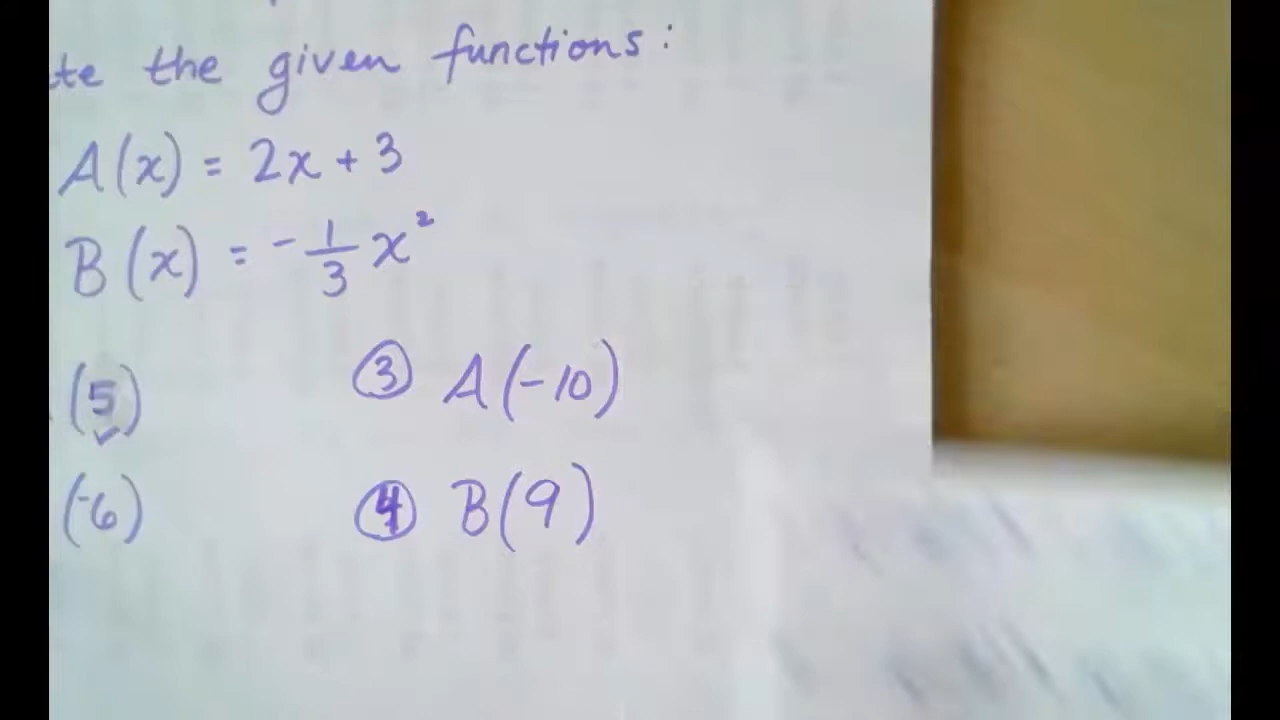 te the given functions:
A(x) = 2x + 3
B(x) = -1/3 x²
(5) ③ A(-10)
(-6) ④ B(9)